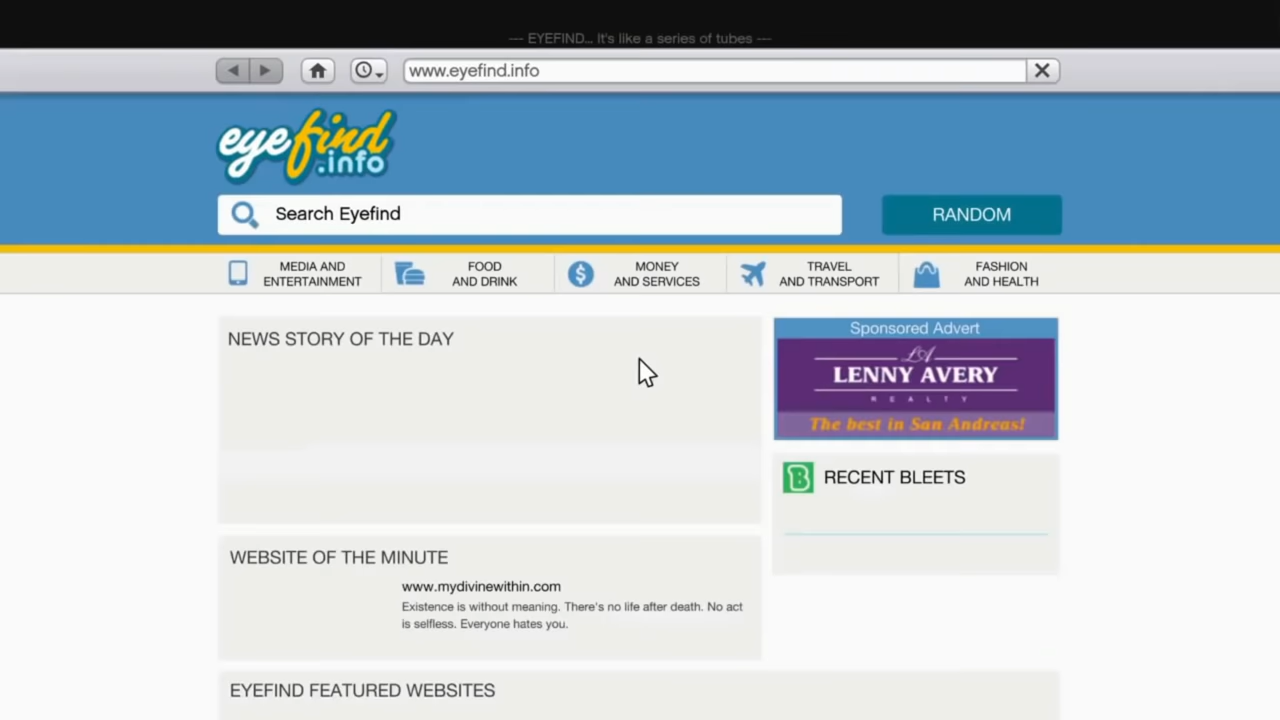 --- EYEFIND... It's like a series of tubes ---
www.eyefind.info
eyefind
.info
Search Eyefind
RANDOM
MEDIA AND
ENTERTAINMENT
FOOD
AND DRINK
MONEY
AND SERVICES
TRAVEL
AND TRANSPORT
FASHION
AND HEALTH
NEWS STORY OF THE DAY
Sponsored Advert
LA
LENNY AVERY
REALTY
The best in San Andreas!
B
RECENT BLEETS
WEBSITE OF THE MINUTE
www.mydivinewithin.com
Existence is without meaning. There's no life after death. No act
is selfless. Everyone hates you.
EYEFIND FEATURED WEBSITES